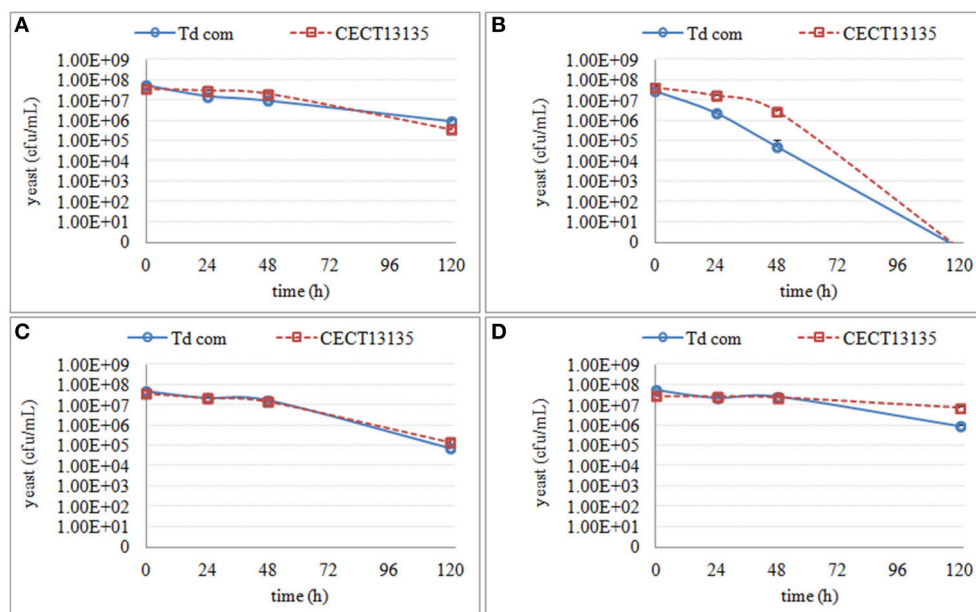 A
Td com CECT13135
1.00E+09
1.00E+08
1.00E+07
1.00E+06
1.00E+05
1.00E+04
1.00E+03
1.00E+02
1.00E+01
0
yeast (cfu/mL)
0 24 48 72 96 120
time (h)
B
Td com CECT13135
1.00E+09
1.00E+08
1.00E+07
1.00E+06
1.00E+05
1.00E+04
1.00E+03
1.00E+02
1.00E+01
0
yeast (cfu/mL)
0 24 48 72 96 120
time (h)
C
Td com CECT13135
1.00E+09
1.00E+08
1.00E+07
1.00E+06
1.00E+05
1.00E+04
1.00E+03
1.00E+02
1.00E+01
0
yeast (cfu/mL)
0 24 48 72 96 120
time (h)
D
Td com CECT13135
1.00E+09
1.00E+08
1.00E+07
1.00E+06
1.00E+05
1.00E+04
1.00E+03
1.00E+02
1.00E+01
0
yeast (cfu/mL)
0 24 48 72 96 120
time (h)